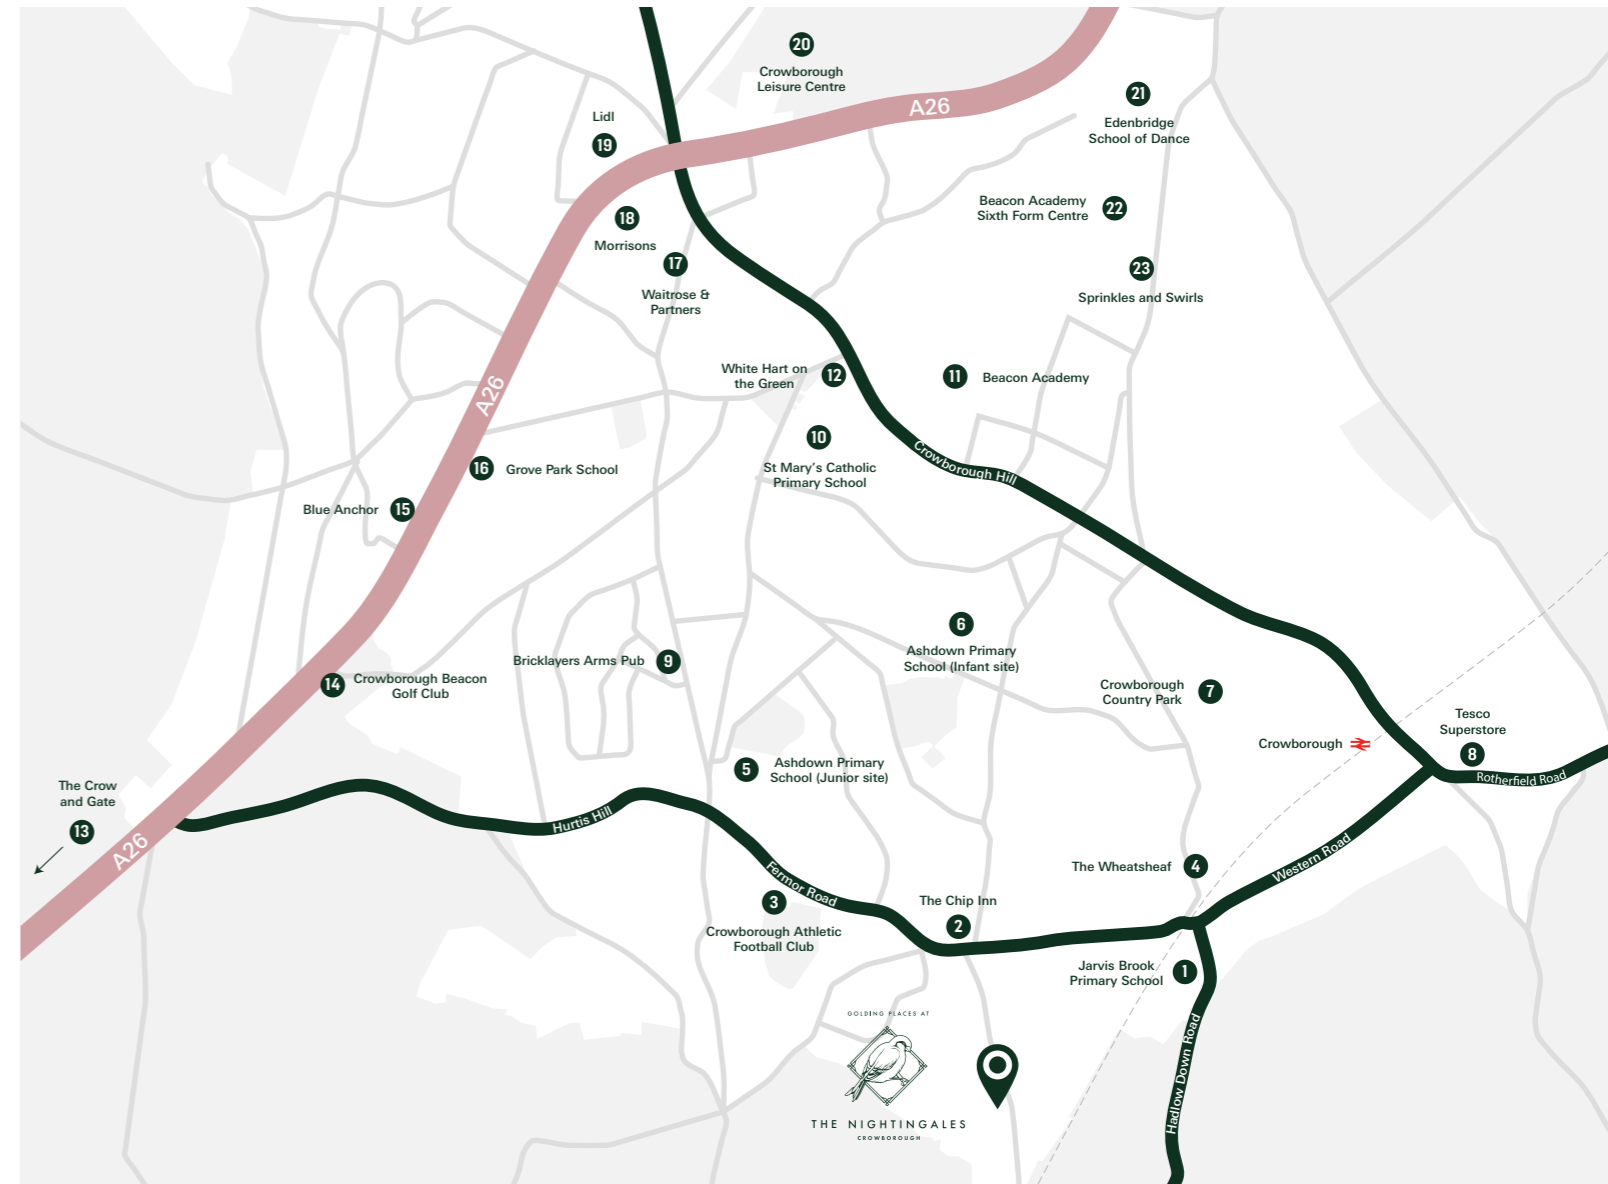 20
Crowborough
Leisure Centre
A26
21
Edenbridge
School of Dance
Lidl
19
Beacon Academy
Sixth Form Centre
22
18
Morrisons
17
Waitrose &
Partners
23
Sprinkles and Swirls
White Hart on
the Green
12
11
Beacon Academy
A26
10
St Mary's Catholic
Primary School
Crowborough Hill
16
Grove Park School
Blue Anchor
15
6
Ashdown Primary
School (Infant site)
Bricklayers Arms Pub
9
14
Crowborough Beacon
Golf Club
Crowborough
Country Park
7
Tesco
Superstore
8
Crowborough
Rotherfield Road
5
Ashdown Primary
School (Junior site)
The Crow
and Gate
13
A26
Hurtis Hill
Fermor Road
Western Road
The Wheatsheaf
4
3
Crowborough Athletic
Football Club
The Chip Inn
2
Jarvis Brook
Primary School
1
Hadlow Down Road
GOLDING PLACES AT
THE NIGHTINGALES
CROWBOROUGH